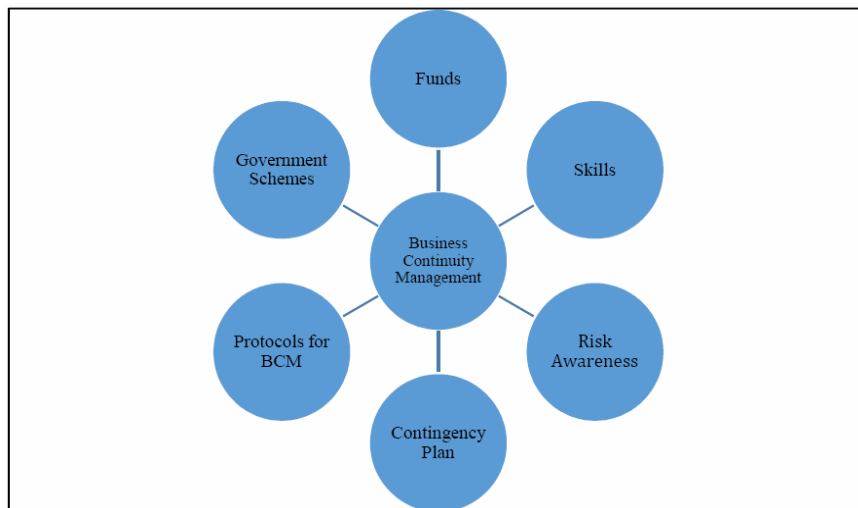 Funds
Government
Schemes
Skills
Business
Continuity
Management
Protocols for
BCM
Risk
Awareness
Contingency
Plan